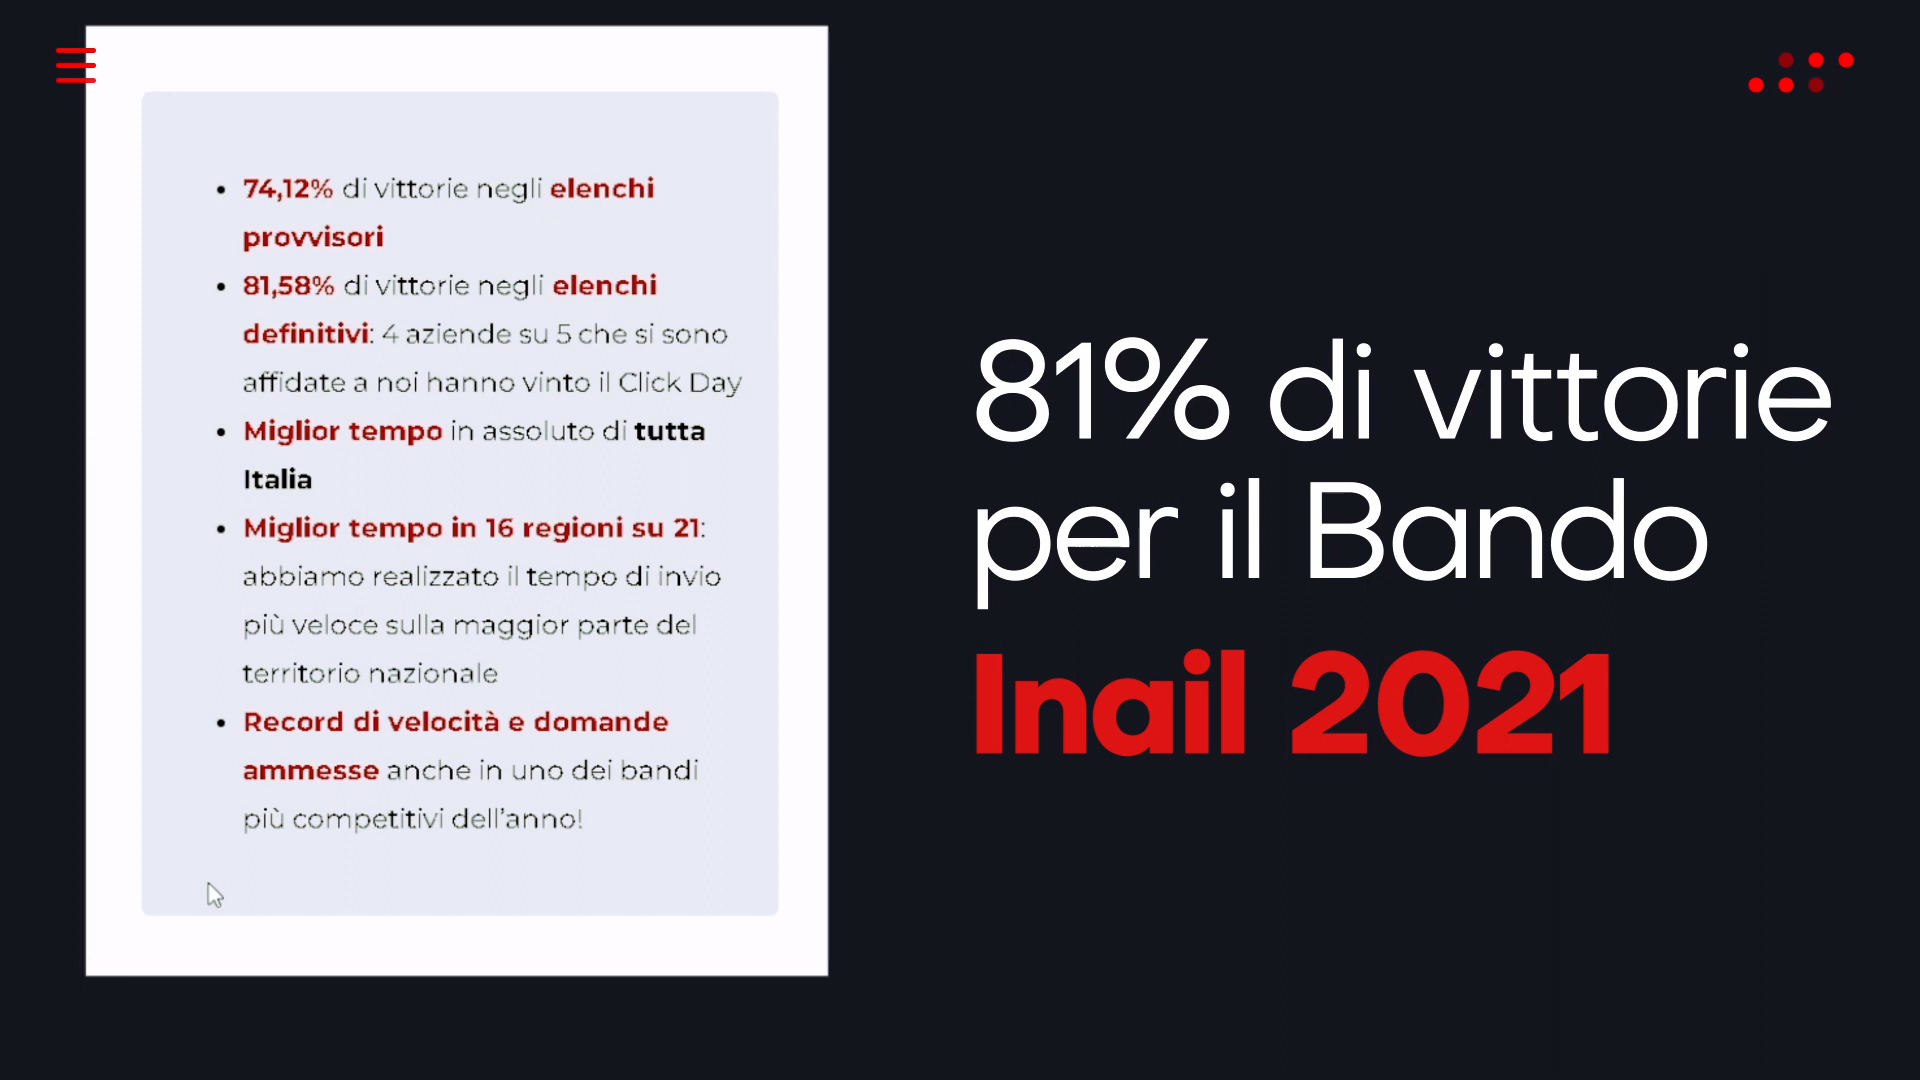 • 74,12% di vittorie negli elenchi
provvisori
• 81,58% di vittorie negli elenchi
definitivi: 4 aziende su 5 che si sono
affidate a noi hanno vinto il Click Day
• Miglior tempo in assoluto di tutta
Italia
• Miglior tempo in 16 regioni su 21:
abbiamo realizzato il tempo di invio
più veloce sulla maggior parte del
territorio nazionale
• Record di velocità e domande
ammesse anche in uno dei bandi
più competitivi dell'anno!
81% di vittorie
per il Bando
Inail 2021